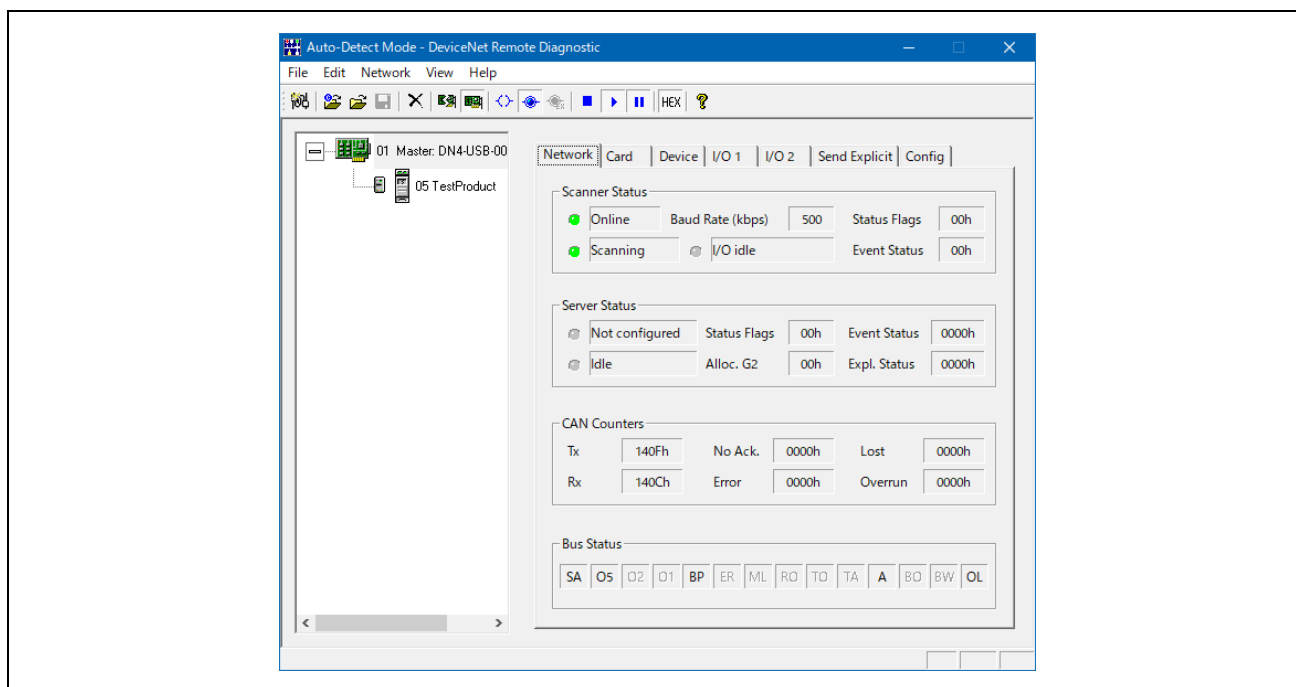 Auto-Detect Mode - DeviceNet Remote Diagnostic
File Edit Network View Help
HEX
01 Master: DN4-USB-00
05 TestProduct
Network Card Device I/O 1 I/O 2 Send Explicit Config
Scanner Status
Online Baud Rate (kbps) 500 Status Flags 00h
Scanning I/O idle Event Status 00h
Server Status
Not configured Status Flags 00h Event Status 0000h
Idle Alloc. G2 00h Expl. Status 0000h
CAN Counters
Tx 140Fh No Ack. 0000h Lost 0000h
Rx 140Ch Error 0000h Overrun 0000h
Bus Status
SA O5 O2 O1 BP ER ML RO TO TA A BO BW OL